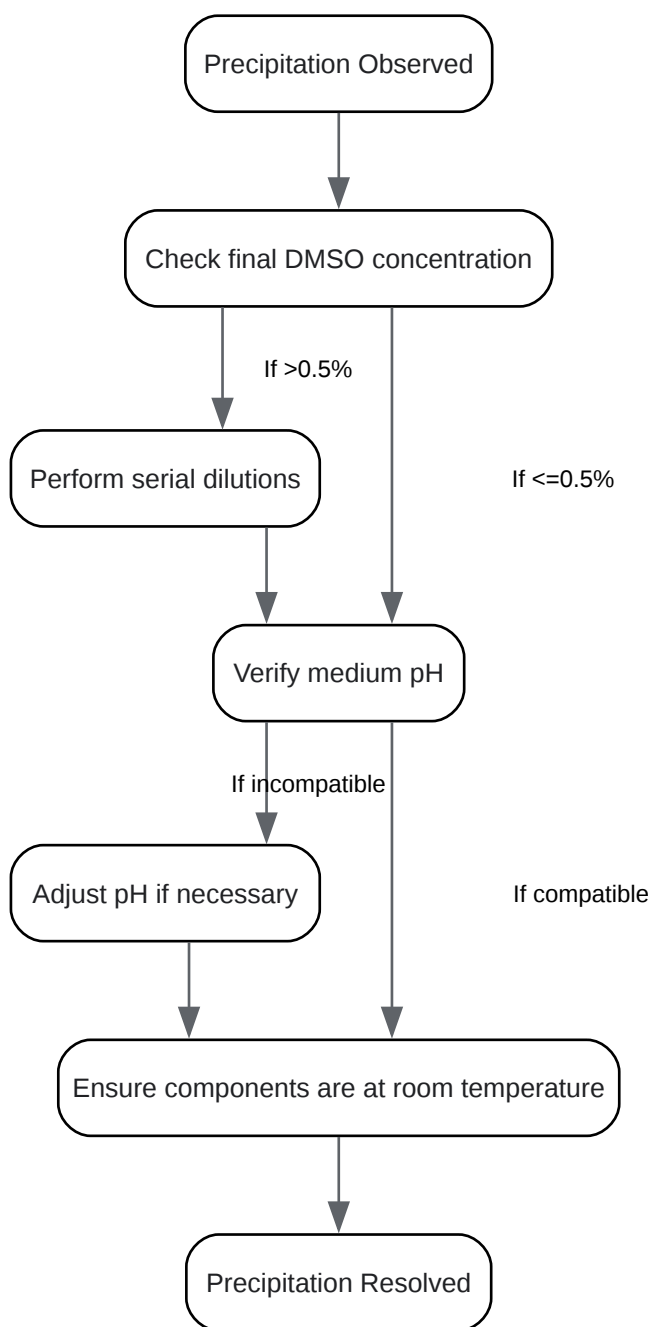 Precipitation Observed
Check final DMSO concentration
If >0.5%
Perform serial dilutions
If <=0.5%
Verify medium pH
If incompatible
Adjust pH if necessary
If compatible
Ensure components are at room temperature
Precipitation Resolved